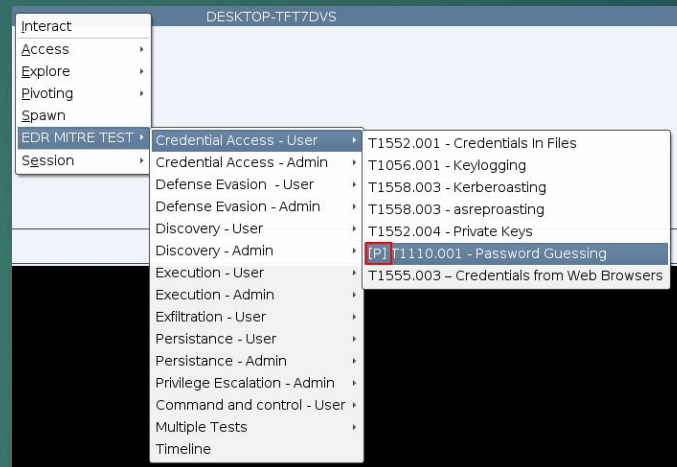 DESKTOP-TFT7DVS
Interact
Access
Explore
Pivoting
Spawn
EDR MITRE TEST
Session
Credential Access - User
Credential Access - Admin
Defense Evasion  - User
Defense Evasion - Admin
Discovery - User
Discovery - Admin
Execution - User
Execution - Admin
Exfiltration - User
Persistance - User
Persistance - Admin
Privilege Escalation - Admin
Command and control - User
Multiple Tests
Timeline
T1552.001 - Credentials In Files
T1056.001 - Keylogging
T1558.003 - Kerberoasting
T1558.003 - asreproasting
T1552.004 - Private Keys
[P] T1110.001 - Password Guessing
T1555.003 – Credentials from Web Browsers